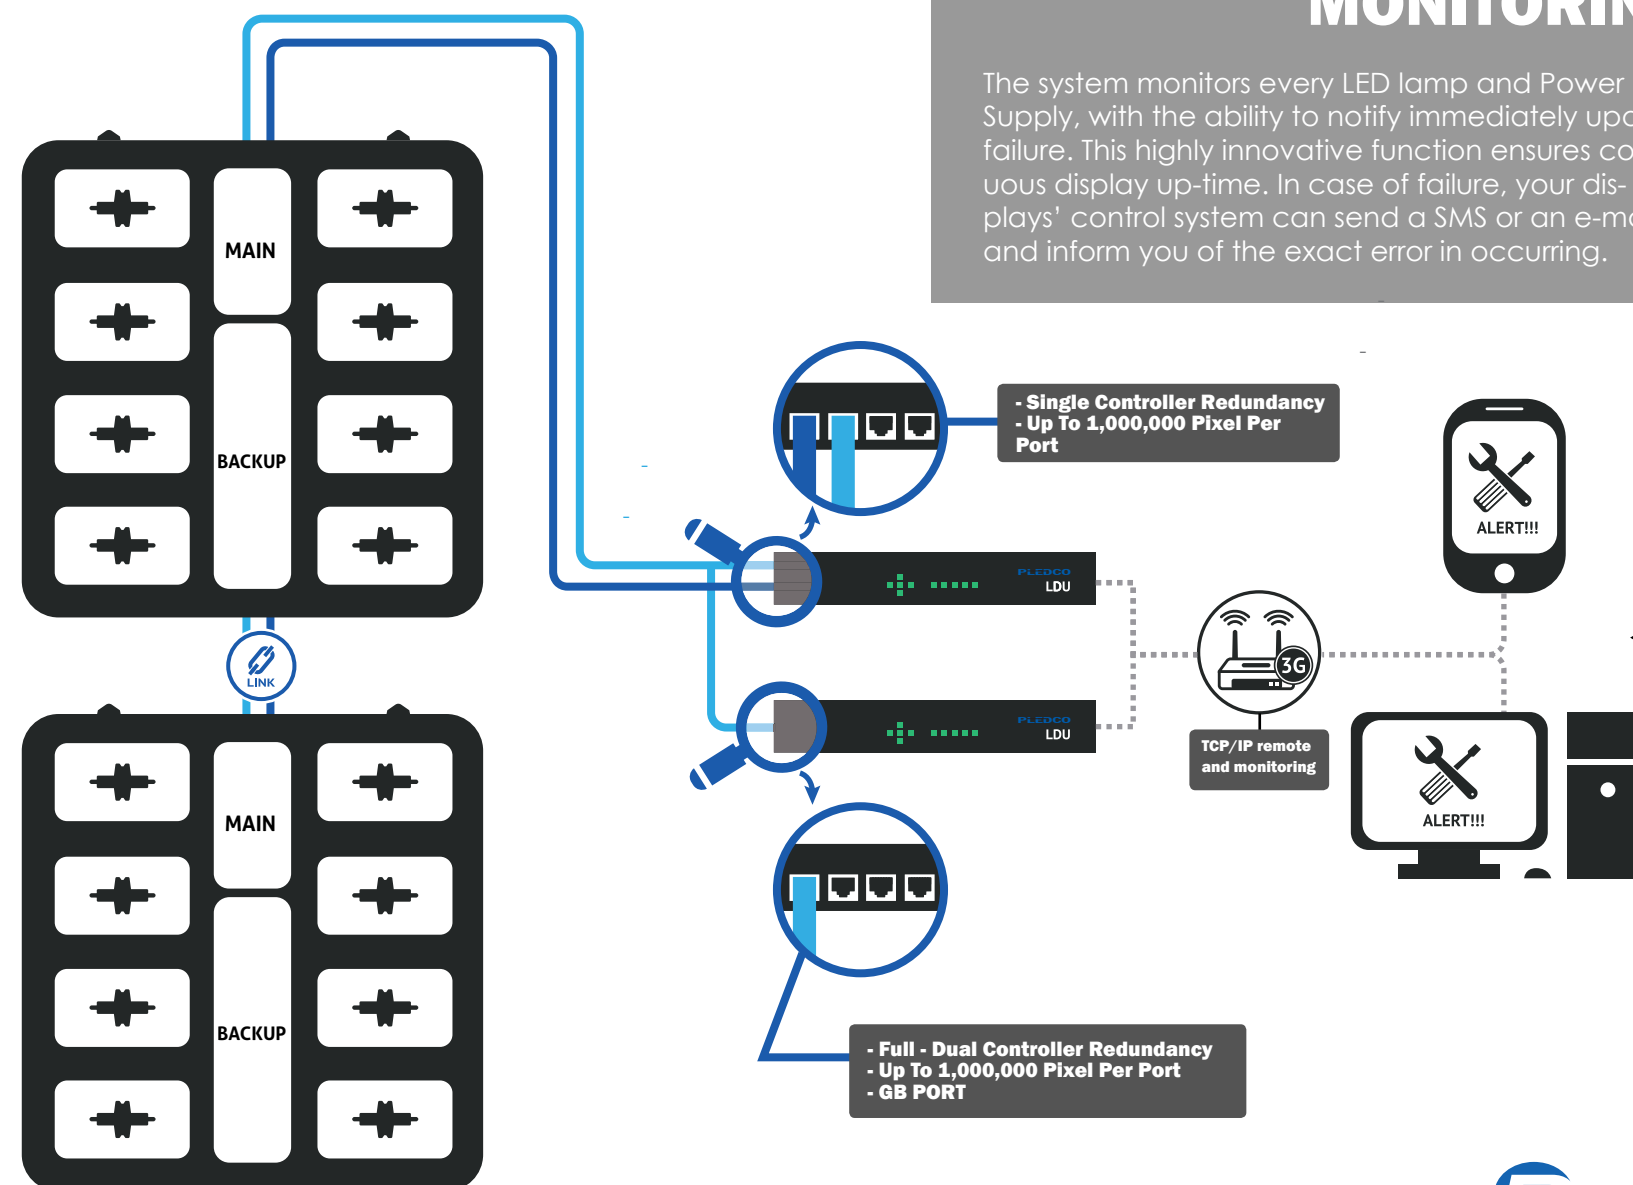 The system monitors every LED lamp and Power
Supply, with the ability to notify immediately
failure. This highly innovative function ensures
uous display up-time. In case of failure, your dis-
plays' control system can send a SMS or an
and inform you of the exact error in occurring.
MAIN
BACKUP
- Single Controller Redundancy
- Up To 1,000,000 Pixel Per
Port
ALERT!!!
PLEDCO
LDU
LINK
3G
PLEDCO
LDU
TCP/IP remote
and monitoring
ALERT!!!
MAIN
BACKUP
- Full - Dual Controller Redundancy
- Up To 1,000,000 Pixel Per Port
- GB PORT